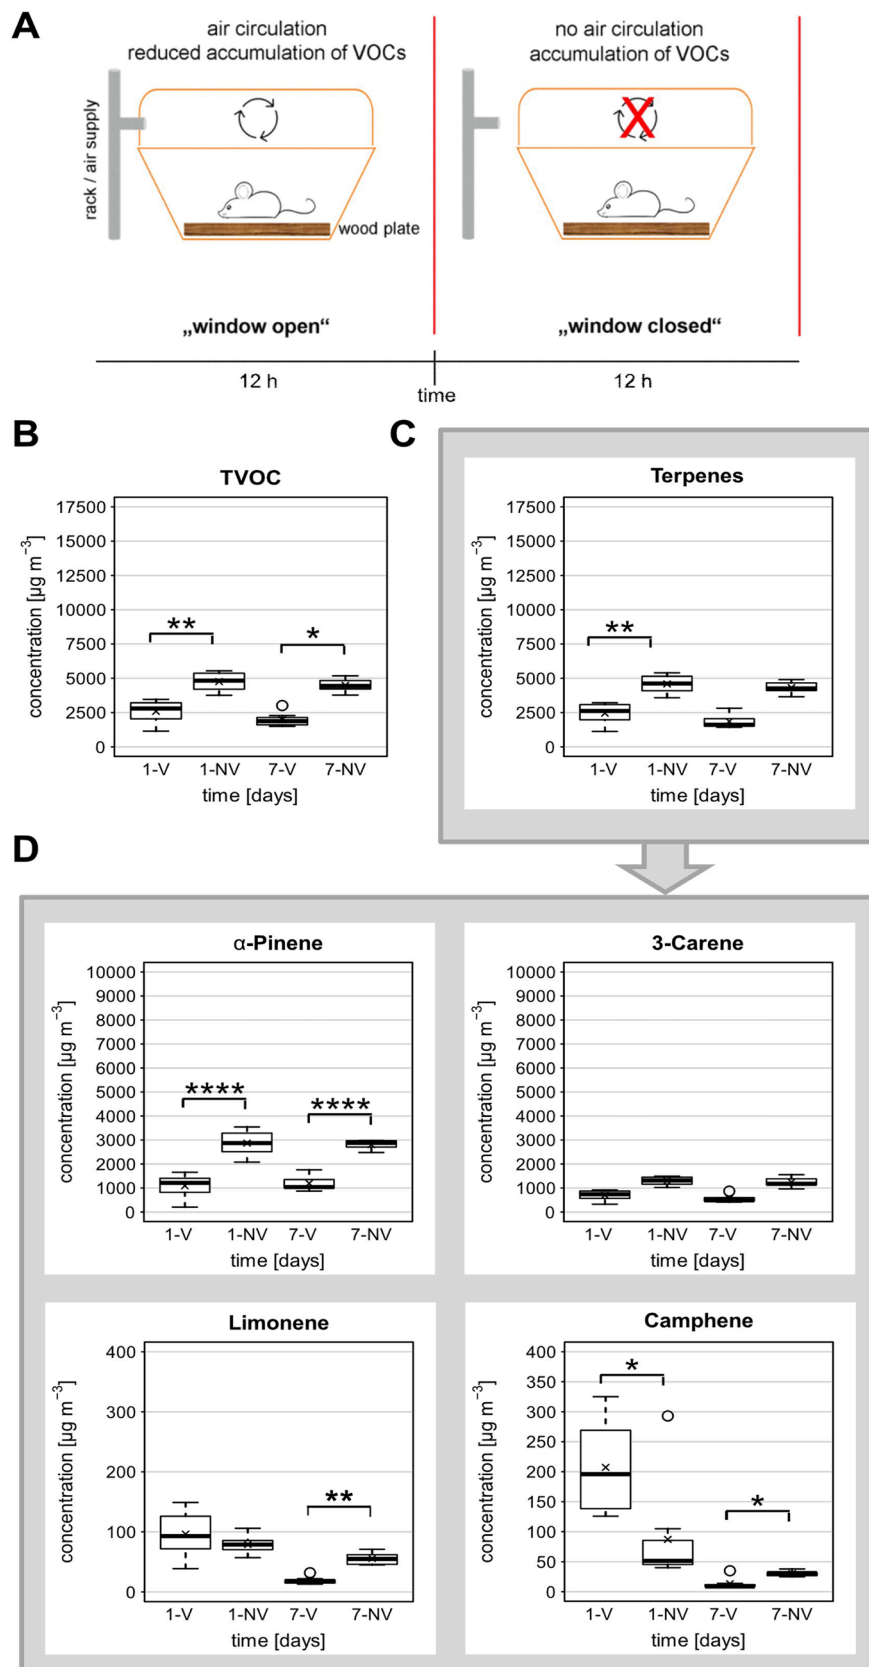 A
air circulation
reduced accumulation of VOCs
no air circulation
accumulation of VOCs
rack / air supply
wood plate
„window open“
„window closed“
12 h
12 h
time
B
TVOC
concentration [µg m⁻³]
17500
15000
12500
10000
7500
5000
2500
0
**
*
1-V 1-NV 7-V 7-NV
time [days]
C
Terpenes
concentration [µg m⁻³]
17500
15000
12500
10000
7500
5000
2500
0
**
1-V 1-NV 7-V 7-NV
time [days]
D
α-Pinene
concentration [µg m⁻³]
10000
9000
8000
7000
6000
5000
4000
3000
2000
1000
0
****
****
1-V 1-NV 7-V 7-NV
time [days]
3-Carene
concentration [µg m⁻³]
10000
9000
8000
7000
6000
5000
4000
3000
2000
1000
0
1-V 1-NV 7-V 7-NV
time [days]
Limonene
concentration [µg m⁻³]
400
300
200
100
0
**
1-V 1-NV 7-V 7-NV
time [days]
Camphene
concentration [µg m⁻³]
400
350
300
250
200
150
100
50
0
*
*
1-V 1-NV 7-V 7-NV
time [days]